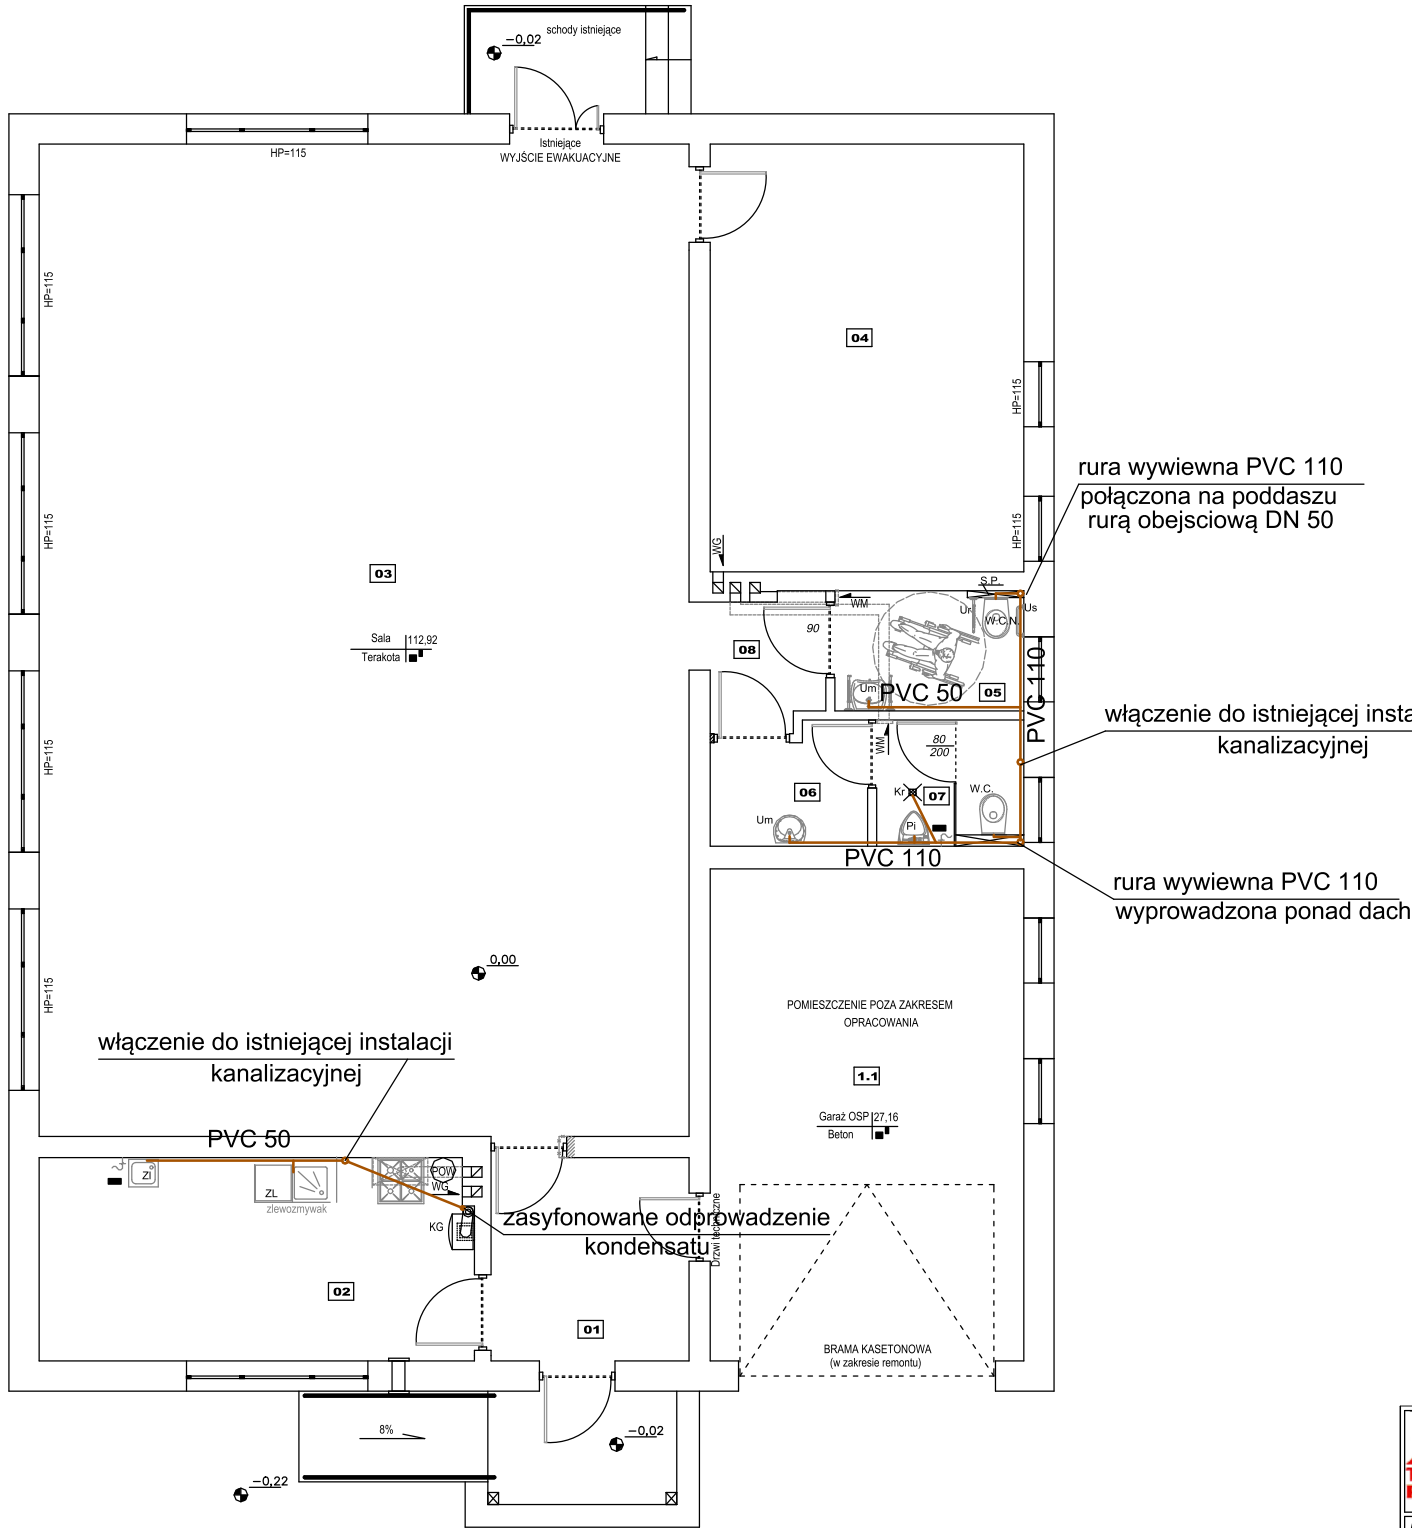 schody istniejące
−0,02
HP=115
Istniejące
WYJŚCIE EWAKUACYJNE
HP=115
04
HP=115
rura wywiewna PVC 110
połączona na poddaszu
rurą obejsciową DN 50
HP=115
HP=115
WG
03
S.P.
WM
Ur
Us
W.C.N.
90
Sala 112,92
Terakota
08
PVC 110
Um
PVC 50
05
włączenie do istniejącej insta
kanalizacyjnej
HP=115
WM
80
200
06
Kr
07
W.C.
Um
Pi
PVC 110
rura wywiewna PVC 110
wyprowadzona ponad dach
0,00
HP=115
POMIESZCZENIE POZA ZAKRESEM
OPRACOWANIA
włączenie do istniejącej instalacji
kanalizacyjnej
1.1
Garaż OSP 27,16
Beton
PVC 50
POW
ZI
WG
ZL
zlewozmywak
KG
zasyfonowane odprowadzenie
kondensatu
Drzwi techniczne
02
01
BRAMA KASETONOWA
(w zakresie remontu)
8%
−0,02
−0,22